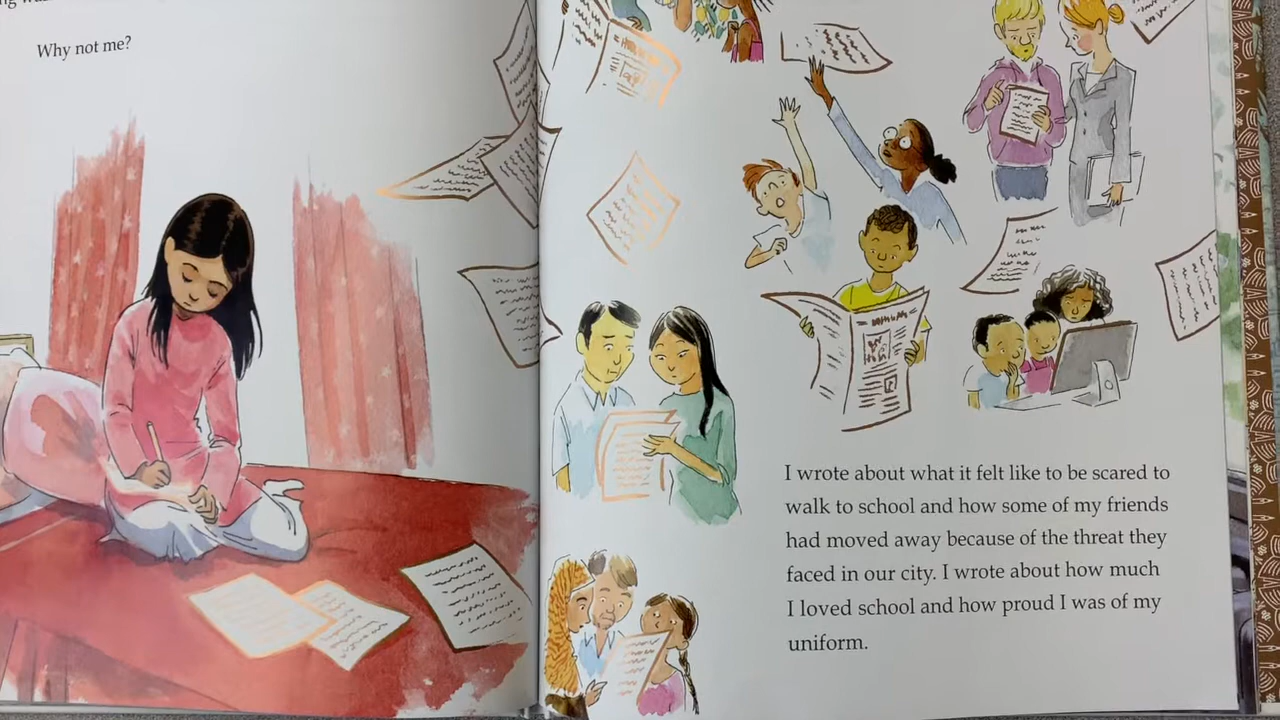 Why not me?
I wrote about what it felt like to be scared to
walk to school and how some of my friends
had moved away because of the threat they
faced in our city. I wrote about how much
I loved school and how proud I was of my
uniform.